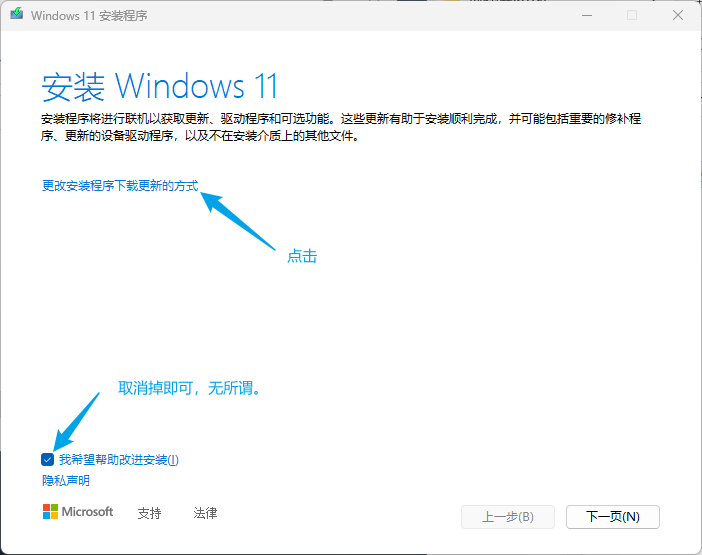 Windows 11 安装程序
安装 Windows 11
安装程序将进行联机以获取更新、驱动程序和可选功能。这些更新有助于安装顺利完成，并可能包括重要的修补程
序、更新的设备驱动程序，以及不在安装介质上的其他文件。
更改安装程序下载更新的方式
点击
取消掉即可，无所谓。
我希望帮助改进安装(I)
隐私声明
Microsoft 支持 法律
上一步(B) 下一页(N)